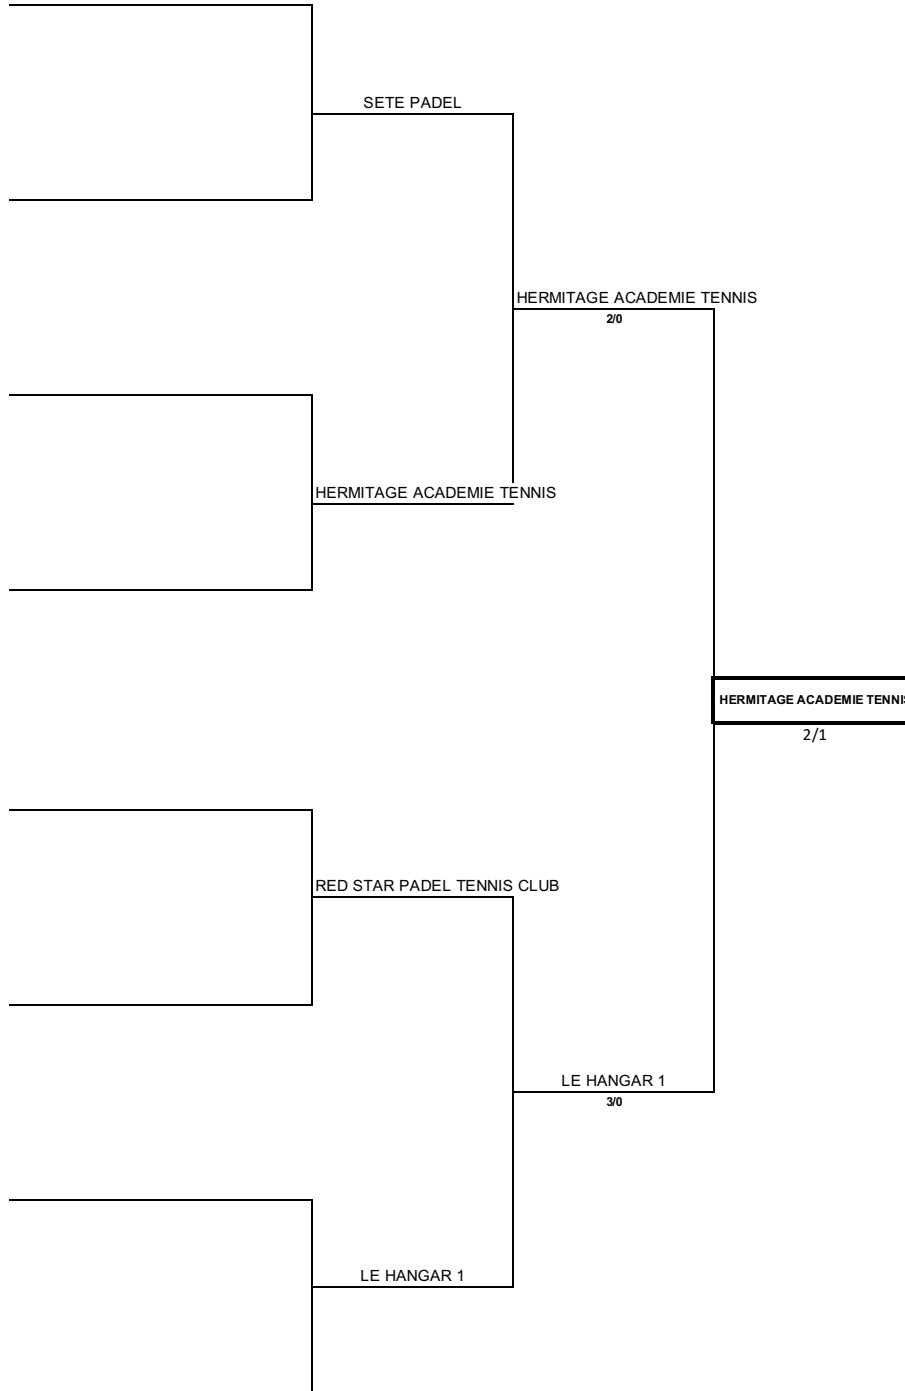 SETE PADEL
HERMITAGE ACADEMIE TENNIS
2/0
HERMITAGE ACADEMIE TENNIS
HERMITAGE ACADEMIE TENNIS
2/1
RED STAR PADEL TENNIS CLUB
LE HANGAR 1
3/0
LE HANGAR 1